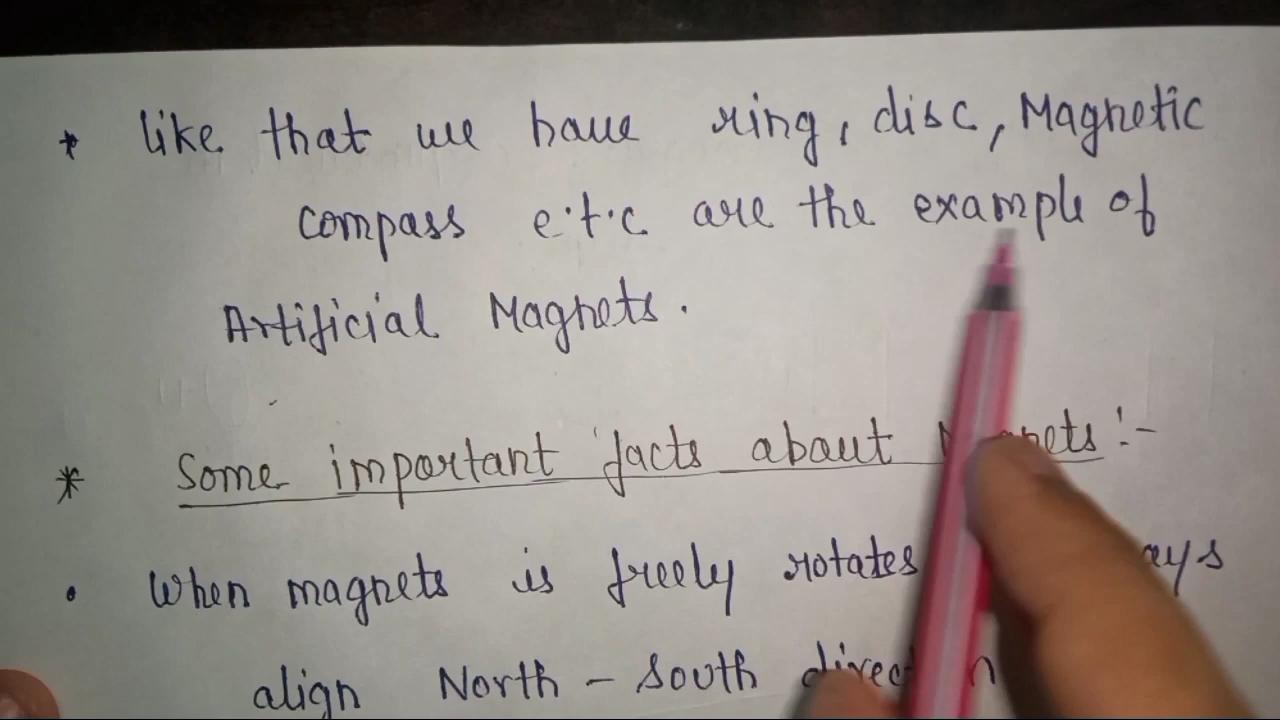 * like that we have ring, disc, Magnetic
compass e.t.c are the example of
Artificial Magnets.
* Some important facts about :-
• When magnets is freely rotates
align North - South